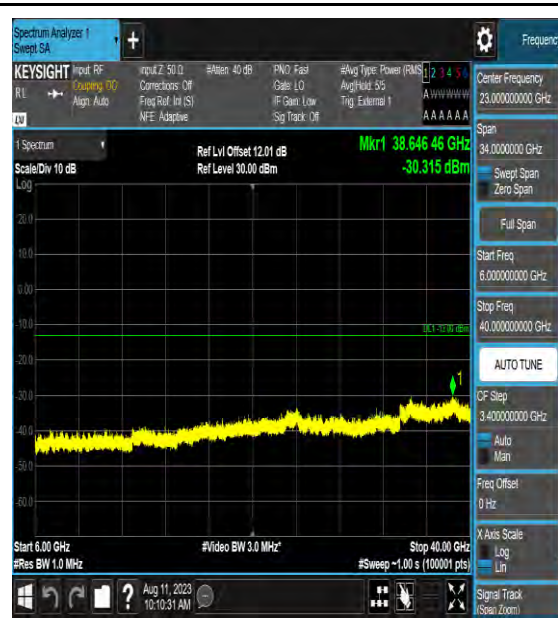 Spectrum Analyzer 1
Swept SA
+
Frequenc
KEYSIGHT
RL
Input: RF
Coupling: DC
Align: Auto
Input Z: 50 Ω
Corrections: Off
Freq Ref: Int (S)
NFE: Adaptive
#Atten: 40 dB
PNO: Fast
Gate: LO
IF Gain: Low
Sig Track: Off
#Avg Type: Power (RMS
Avg|Hold: 5/5
Trig: External 1
1 2 3 4 5 6
A W W W W W
A A A A A A
LW
1 Spectrum
Scale/Div 10 dB
Log
Ref Lvl Offset 12.01 dB
Ref Level 30.00 dBm
Mkr1 38.646 46 GHz
-30.315 dBm
20.0
10.0
0.00
-10.0
-20.0
-30.0
-40.0
-50.0
-60.0
DL1 -13.00 dBm
1
Start 6.00 GHz
#Res BW 1.0 MHz
#Video BW 3.0 MHz*
Stop 40.00 GHz
#Sweep ~1.00 s (100001 pts)
Center Frequency
23.000000000 GHz
Span
34.0000000 GHz
Swept Span
Zero Span
Full Span
Start Freq
6.000000000 GHz
Stop Freq
40.000000000 GHz
AUTO TUNE
CF Step
3.400000000 GHz
Auto
Man
Freq Offset
0 Hz
X Axis Scale
Log
Lin
Signal Track
(Span Zoom)
?
Aug 11, 2023
10:10:31 AM